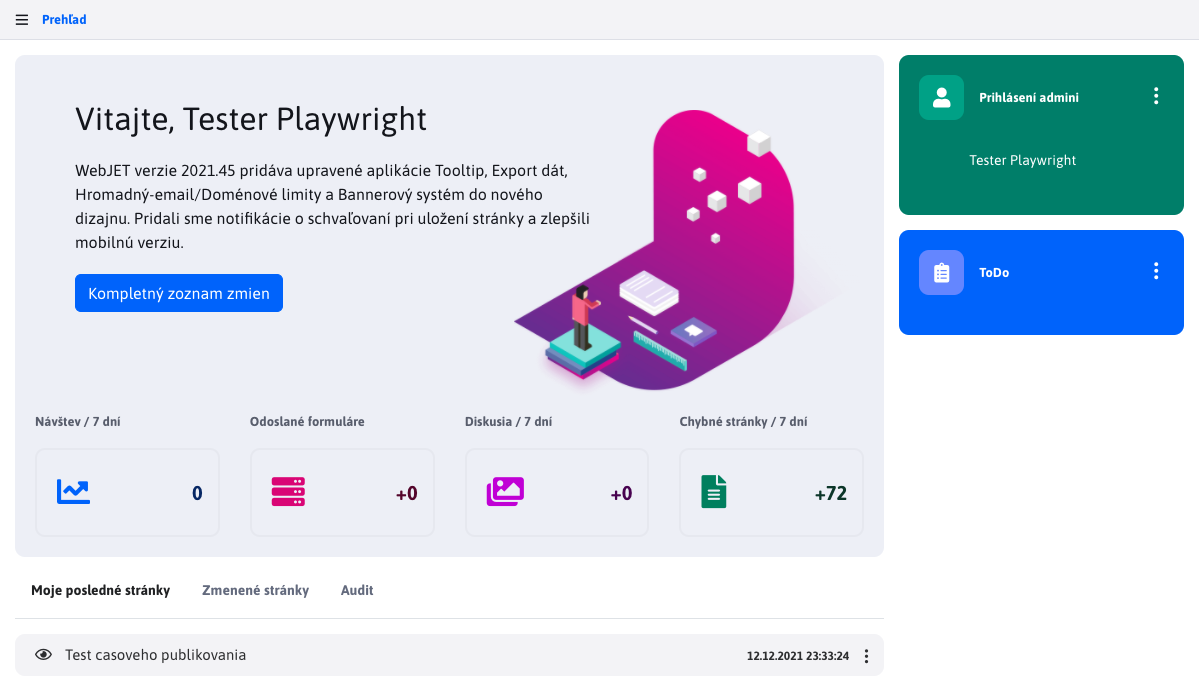 Prehľad
Vitajte, Tester Playwright
WebJET verzie 2021.45 pridáva upravené aplikácie Tooltip, Export dát,
Hromadný-email/Doménové limity a Bannerový systém do nového
dizajnu. Pridali sme notifikácie o schvaľovaní pri uložení stránky a zlepšili
mobilnú verziu.
Kompletný zoznam zmien
Prihlásení admini
Tester Playwright
ToDo
Návštev / 7 dní
Odoslané formuláre
Diskusia / 7 dní
Chybné stránky / 7 dní
0
+0
+0
+72
Moje posledné stránky
Zmenené stránky
Audit
Test casoveho publikovania
12.12.2021 23:33:24